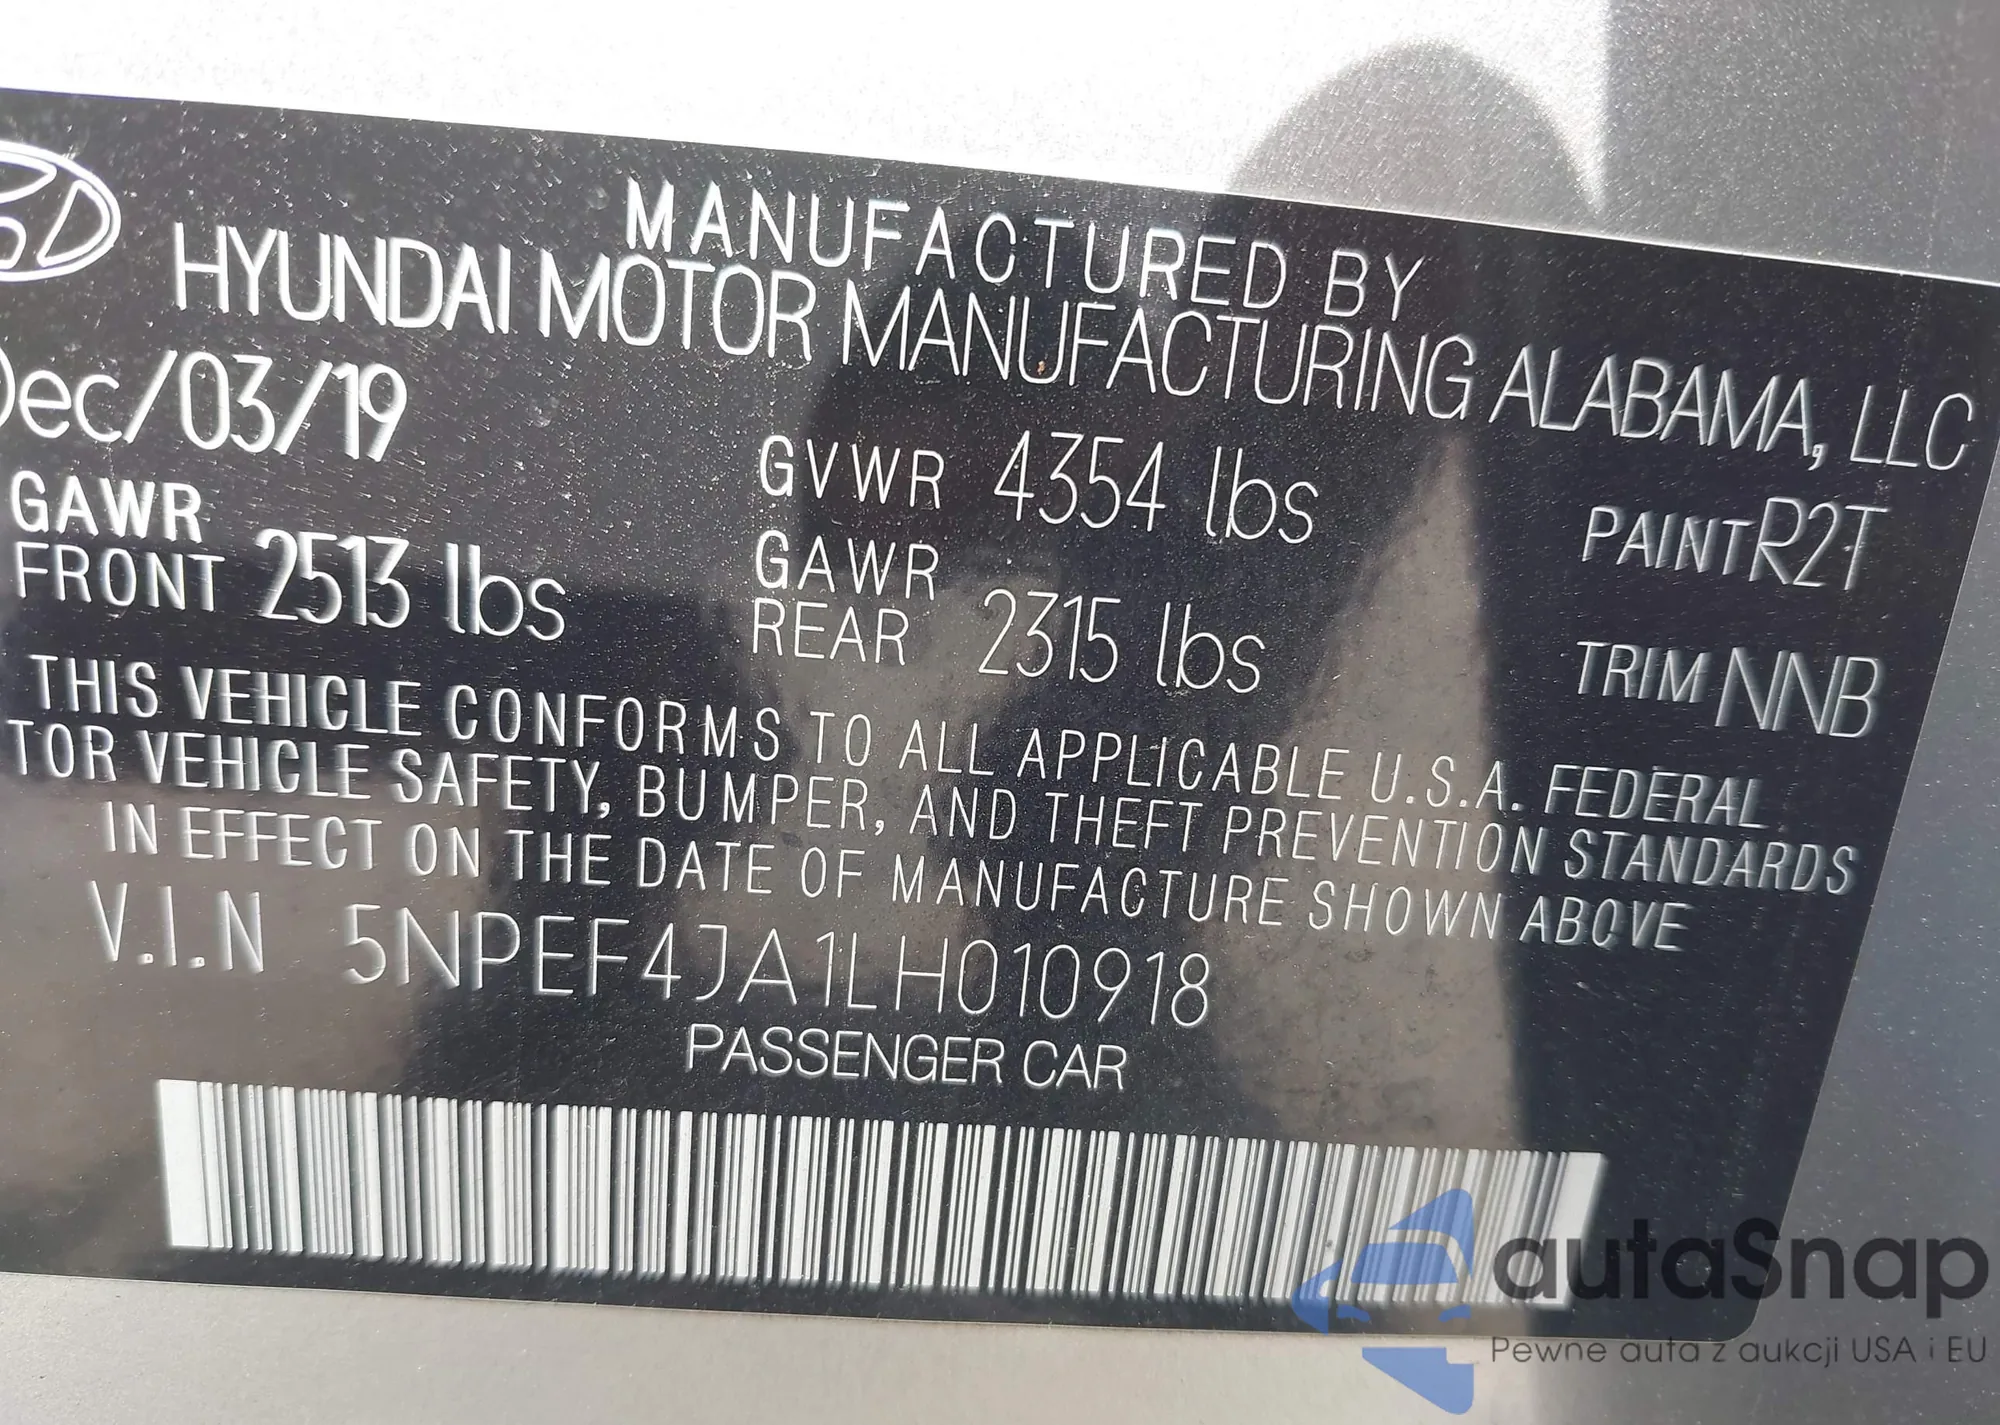 MANUFACTURED BY
HYUNDAI MOTOR MANUFACTURING ALABAMA, LLC
Dec/03/19
GVWR 4354 lbs
PAINT R2T
GAWR FRONT 2513 lbs
GAWR REAR 2315 lbs
TRIM NNB
THIS VEHICLE CONFORMS TO ALL APPLICABLE U.S.A. FEDERAL
TOR VEHICLE SAFETY, BUMPER, AND THEFT PREVENTION STANDARDS
IN EFFECT ON THE DATE OF MANUFACTURE SHOWN ABOVE
V.I.N 5NPEF4JA1LH010918
PASSENGER CAR
autaSnap
Pewne auta z aukcji USA i EU